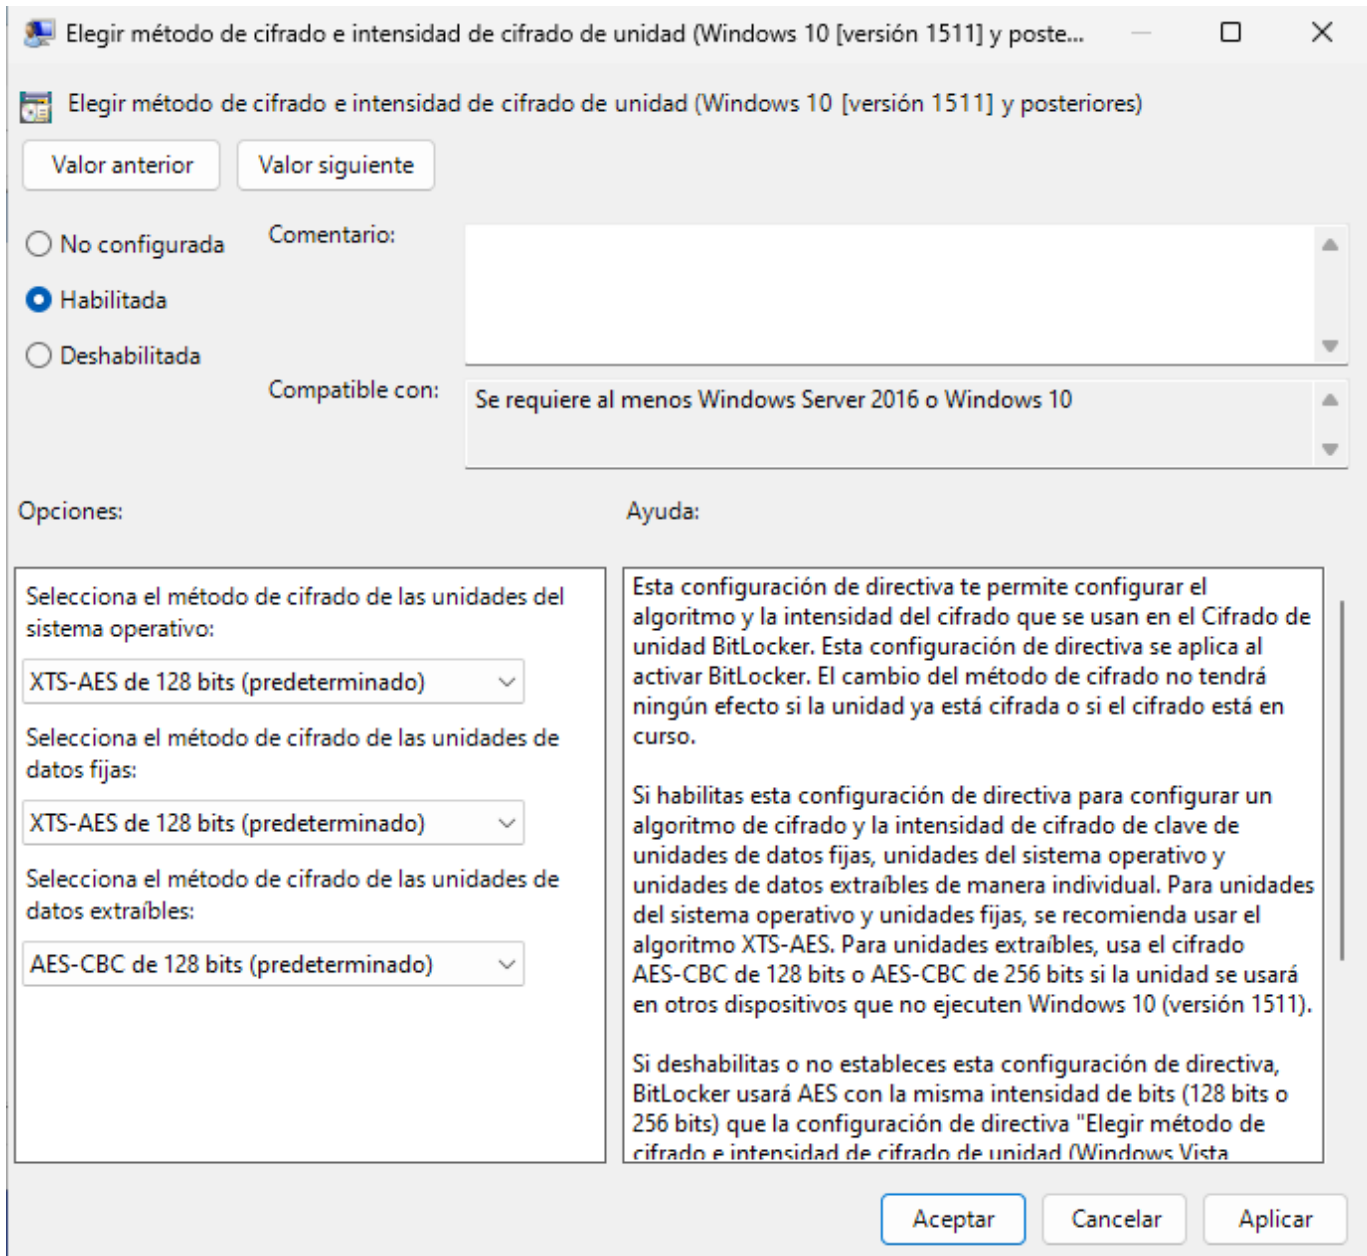 Elegir método de cifrado e intensidad de cifrado de unidad (Windows 10 [versión 1511] y poste...
Elegir método de cifrado e intensidad de cifrado de unidad (Windows 10 [versión 1511] y posteriores)
Valor anterior
Valor siguiente
No configurada
Habilitada
Deshabilitada
Comentario:
Compatible con:
Se requiere al menos Windows Server 2016 o Windows 10
Opciones:
Selecciona el método de cifrado de las unidades del
sistema operativo:
XTS-AES de 128 bits (predeterminado)
Selecciona el método de cifrado de las unidades de
datos fijas:
XTS-AES de 128 bits (predeterminado)
Selecciona el método de cifrado de las unidades de
datos extraíbles:
AES-CBC de 128 bits (predeterminado)
Ayuda:
Esta configuración de directiva te permite configurar el
algoritmo y la intensidad del cifrado que se usan en el Cifrado de
unidad BitLocker. Esta configuración de directiva se aplica al
activar BitLocker. El cambio del método de cifrado no tendrá
ningún efecto si la unidad ya está cifrada o si el cifrado está en
curso.
Si habilitas esta configuración de directiva para configurar un
algoritmo de cifrado y la intensidad de cifrado de clave de
unidades de datos fijas, unidades del sistema operativo y
unidades de datos extraíbles de manera individual. Para unidades
del sistema operativo y unidades fijas, se recomienda usar el
algoritmo XTS-AES. Para unidades extraíbles, usa el cifrado
AES-CBC de 128 bits o AES-CBC de 256 bits si la unidad se usará
en otros dispositivos que no ejecuten Windows 10 (versión 1511).
Si deshabilitas o no estableces esta configuración de directiva,
BitLocker usará AES con la misma intensidad de bits (128 bits o
256 bits) que la configuración de directiva "Elegir método de
cifrado e intensidad de cifrado de unidad (Windows Vista
Aceptar
Cancelar
Aplicar